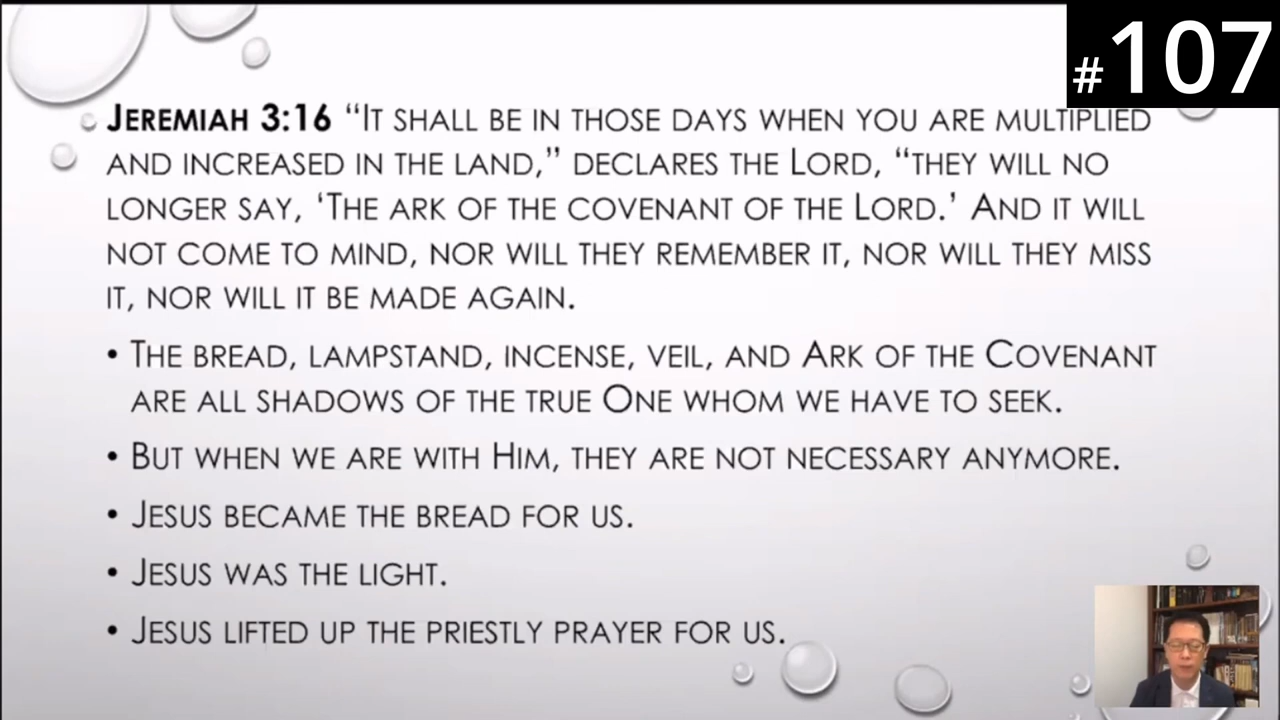 #107
Jeremiah 3:16 “It shall be in those days when you are multiplied
and increased in the land,” declares the Lord, “they will no
longer say, ‘The ark of the covenant of the Lord.’ And it will
not come to mind, nor will they remember it, nor will they miss
it, nor will it be made again.
• The bread, lampstand, incense, veil, and Ark of the Covenant
are all shadows of the true One whom we have to seek.
• But when we are with Him, they are not necessary anymore.
• Jesus became the bread for us.
• Jesus was the light.
• Jesus lifted up the priestly prayer for us.